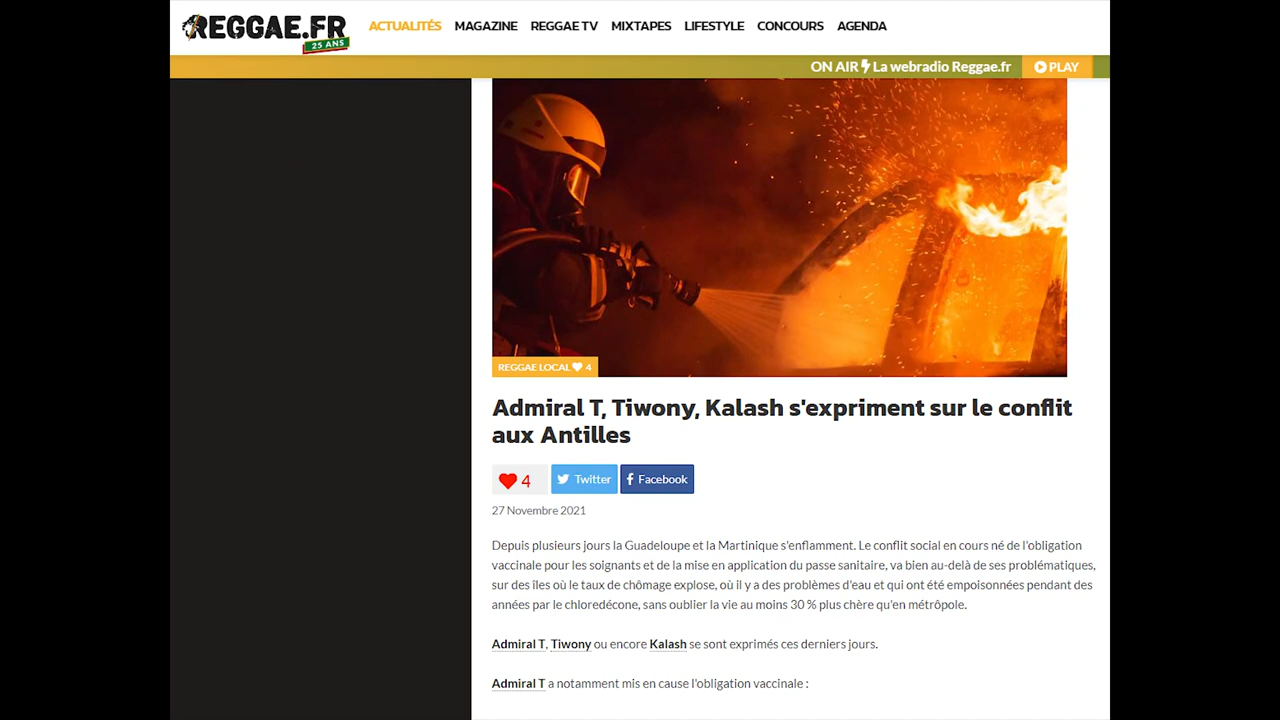 REGGAE.FR
25 ANS
ACTUALITÉS MAGAZINE REGGAE TV MIXTAPES LIFESTYLE CONCOURS AGENDA
ON AIR La webradio Reggae.fr PLAY
REGGAE LOCAL 4
Admiral T, Tiwony, Kalash s'expriment sur le conflit
aux Antilles
4 Twitter Facebook
27 Novembre 2021
Depuis plusieurs jours la Guadeloupe et la Martinique s'enflamment. Le conflit social en cours né de l'obligation
vaccinale pour les soignants et de la mise en application du passe sanitaire, va bien au-delà de ses problématiques,
sur des îles où le taux de chômage explose, où il y a des problèmes d'eau et qui ont été empoisonnées pendant des
années par le chloredécone, sans oublier la vie au moins 30 % plus chère qu'en métrôpole.
Admiral T, Tiwony ou encore Kalash se sont exprimés ces derniers jours.
Admiral T a notamment mis en cause l'obligation vaccinale :